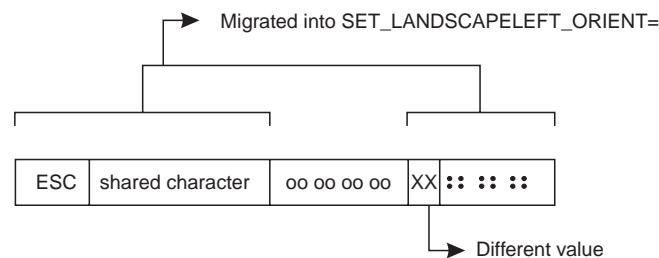 Migrated into SET_LANDSCAPELEFT_ORIENT=
ESC shared character oo oo oo oo XX :: :: ::
Different value